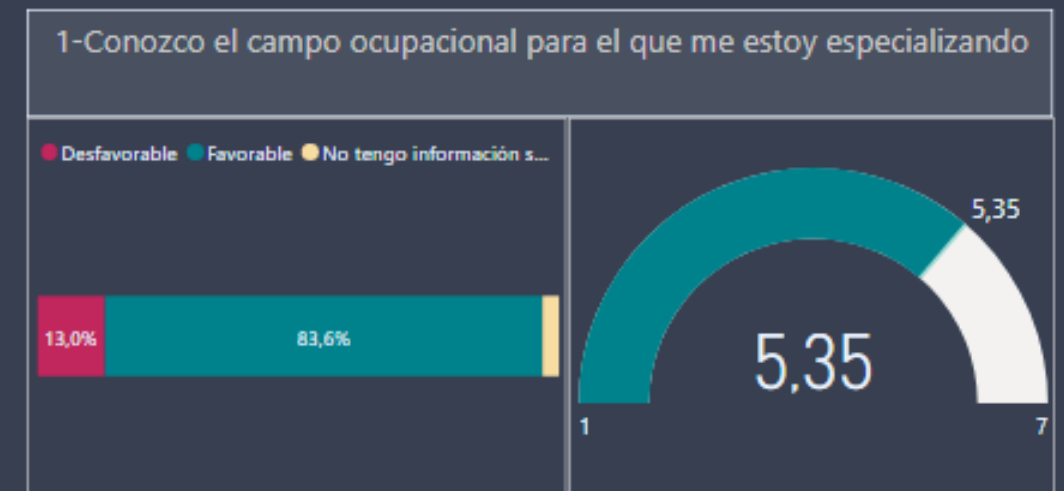 1-Conozco el campo ocupacional para el que me estoy especializando
Desfavorable Favorable No tengo información s...
13,0% 83,6%
5,35
5,35
1 7